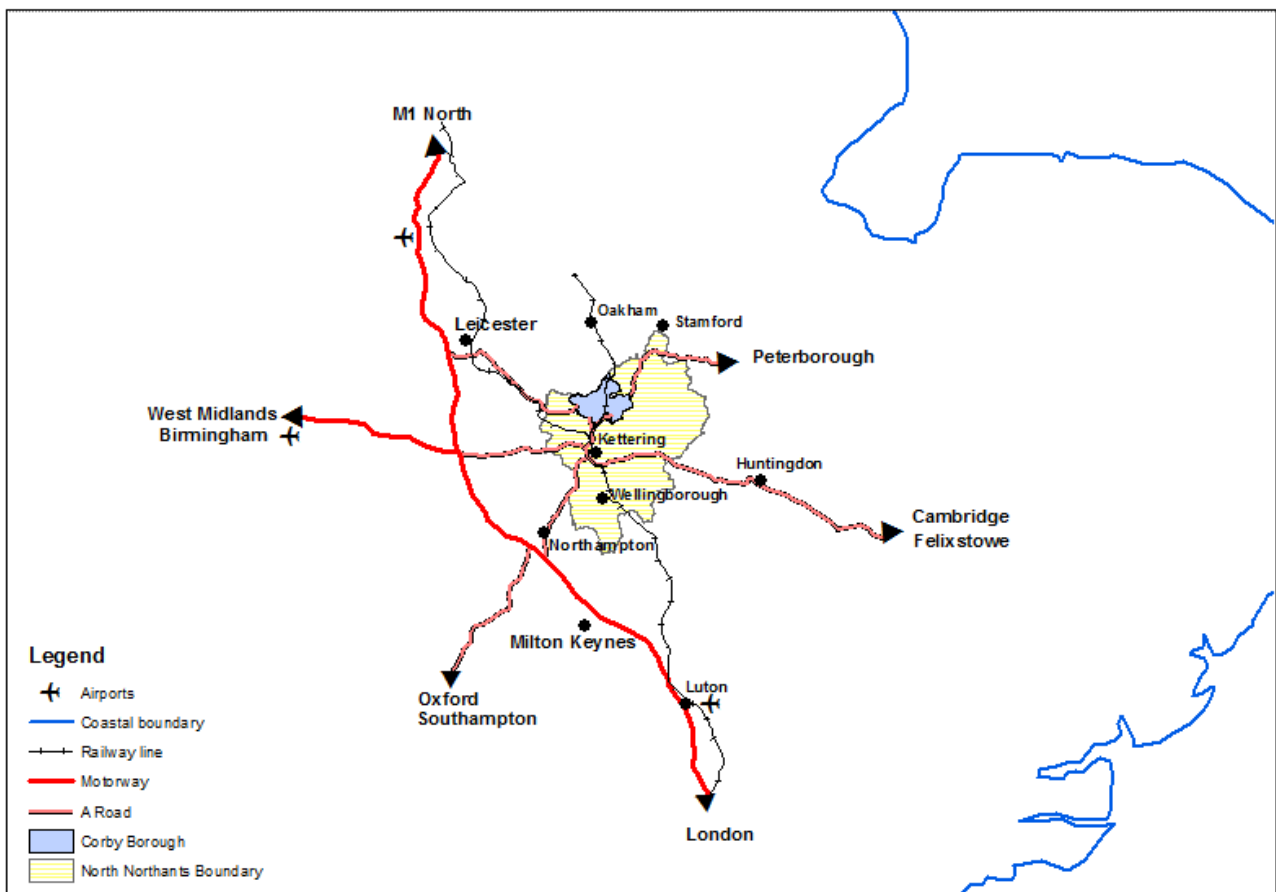 M1 North
Oakham
Stamford
Leicester
Peterborough
West Midlands
Birmingham
Kettering
Huntingdon
Wellingborough
Cambridge
Felixstowe
Northampton
Milton Keynes
Luton
Oxford
Southampton
London
Legend
Airports
Coastal boundary
Railway line
Motorway
A Road
Corby Borough
North Northants Boundary